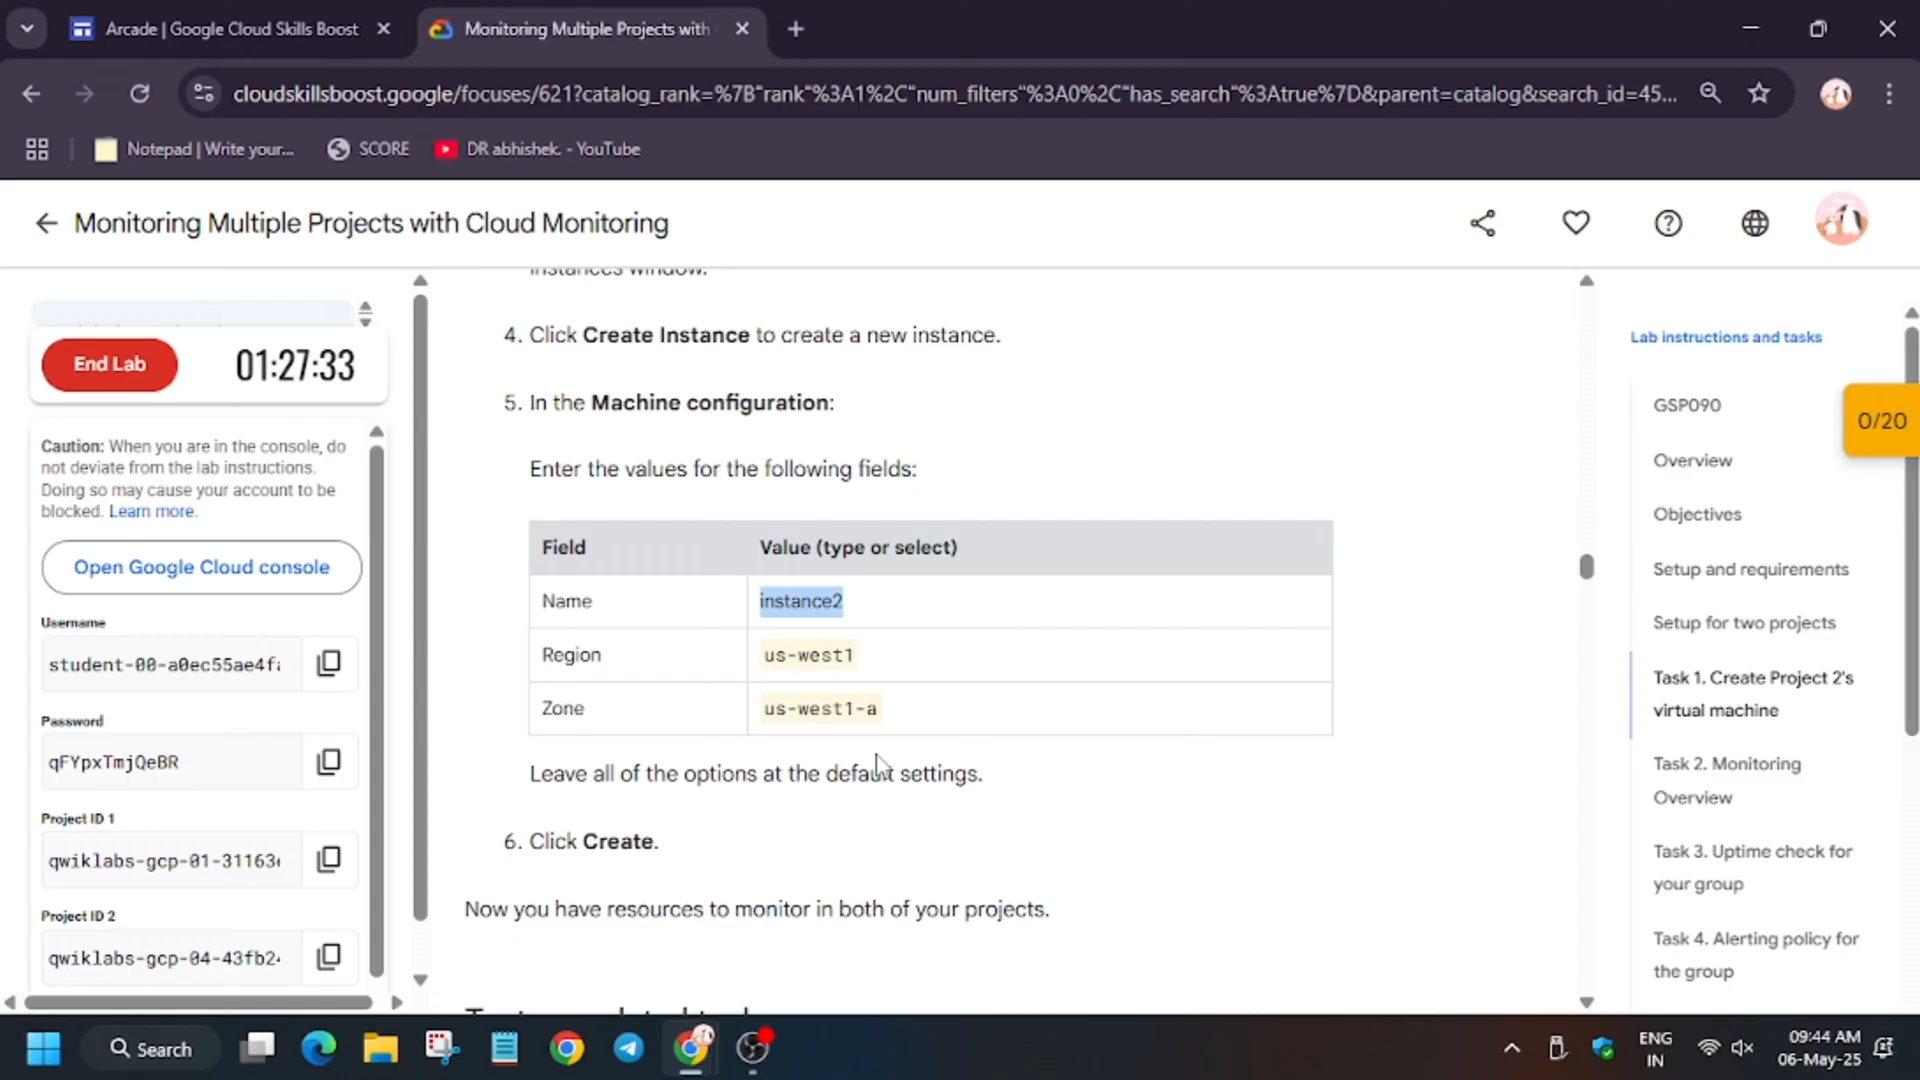 Arcade | Google Cloud Skills Boost
Monitoring Multiple Projects with
cloudskillsboost.google/focuses/621?catalog_rank=%7B"rank"%3A1%2C"num_filters"%3A0%2C"has_search"%3Atrue%7D&parent=catalog&search_id=45...
Notepad | Write your...
SCORE
DR abhishek. - YouTube
Monitoring Multiple Projects with Cloud Monitoring
End Lab
01:27:33
Caution: When you are in the console, do
not deviate from the lab instructions.
Doing so may cause your account to be
blocked. Learn more.
Open Google Cloud console
Username
student-00-a0ec55ae4f
Password
qFYpxTmjQeBR
Project ID 1
qwiklabs-gcp-01-31163
Project ID 2
qwiklabs-gcp-04-43fb2
instances window.
4. Click Create Instance to create a new instance.
5. In the Machine configuration:
Enter the values for the following fields:
Field Value (type or select)
Name instance2
Region us-west1
Zone us-west1-a
Leave all of the options at the default settings.
6. Click Create.
Now you have resources to monitor in both of your projects.
Lab instructions and tasks
GSP090
0/20
Overview
Objectives
Setup and requirements
Setup for two projects
Task 1. Create Project 2's
virtual machine
Task 2. Monitoring
Overview
Task 3. Uptime check for
your group
Task 4. Alerting policy for
the group
Search
ENG
IN
09:44 AM
06-May-25